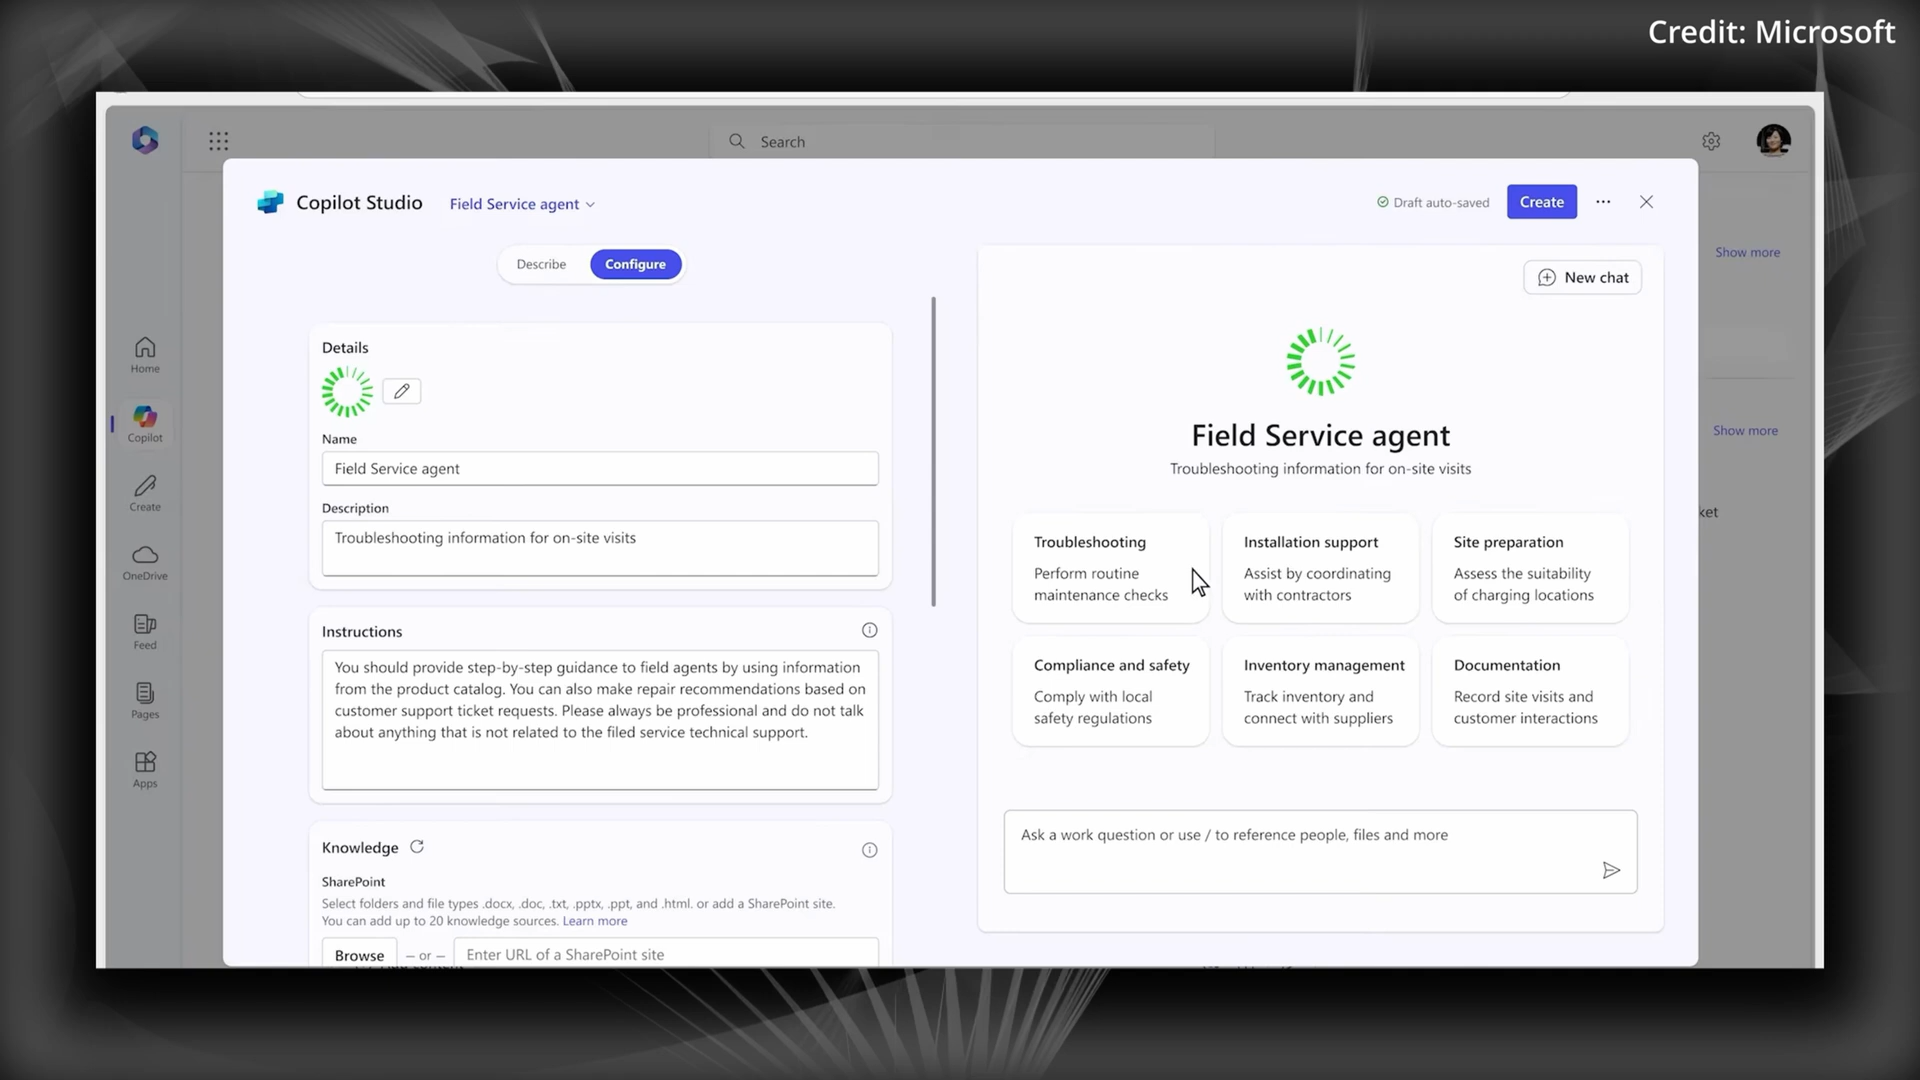 Credit: Microsoft
Search
Copilot Studio
Field Service agent
Draft auto-saved
Create
Describe
Configure
Show more
Show more
ket
Home
Copilot
Create
OneDrive
Feed
Pages
Apps
Details
Name
Field Service agent
Description
Troubleshooting information for on-site visits
Instructions
You should provide step-by-step guidance to field agents by using information
from the product catalog. You can also make repair recommendations based on
customer support ticket requests. Please always be professional and do not talk
about anything that is not related to the filed service technical support.
Knowledge
SharePoint
Select folders and file types .docx, .doc, .txt, .pptx, .ppt, and .html. or add a SharePoint site.
You can add up to 20 knowledge sources. Learn more
Browse
— or —
Enter URL of a SharePoint site
New chat
Field Service agent
Troubleshooting information for on-site visits
Troubleshooting
Perform routine
maintenance checks
Installation support
Assist by coordinating
with contractors
Site preparation
Assess the suitability
of charging locations
Compliance and safety
Comply with local
safety regulations
Inventory management
Track inventory and
connect with suppliers
Documentation
Record site visits and
customer interactions
Ask a work question or use / to reference people, files and more